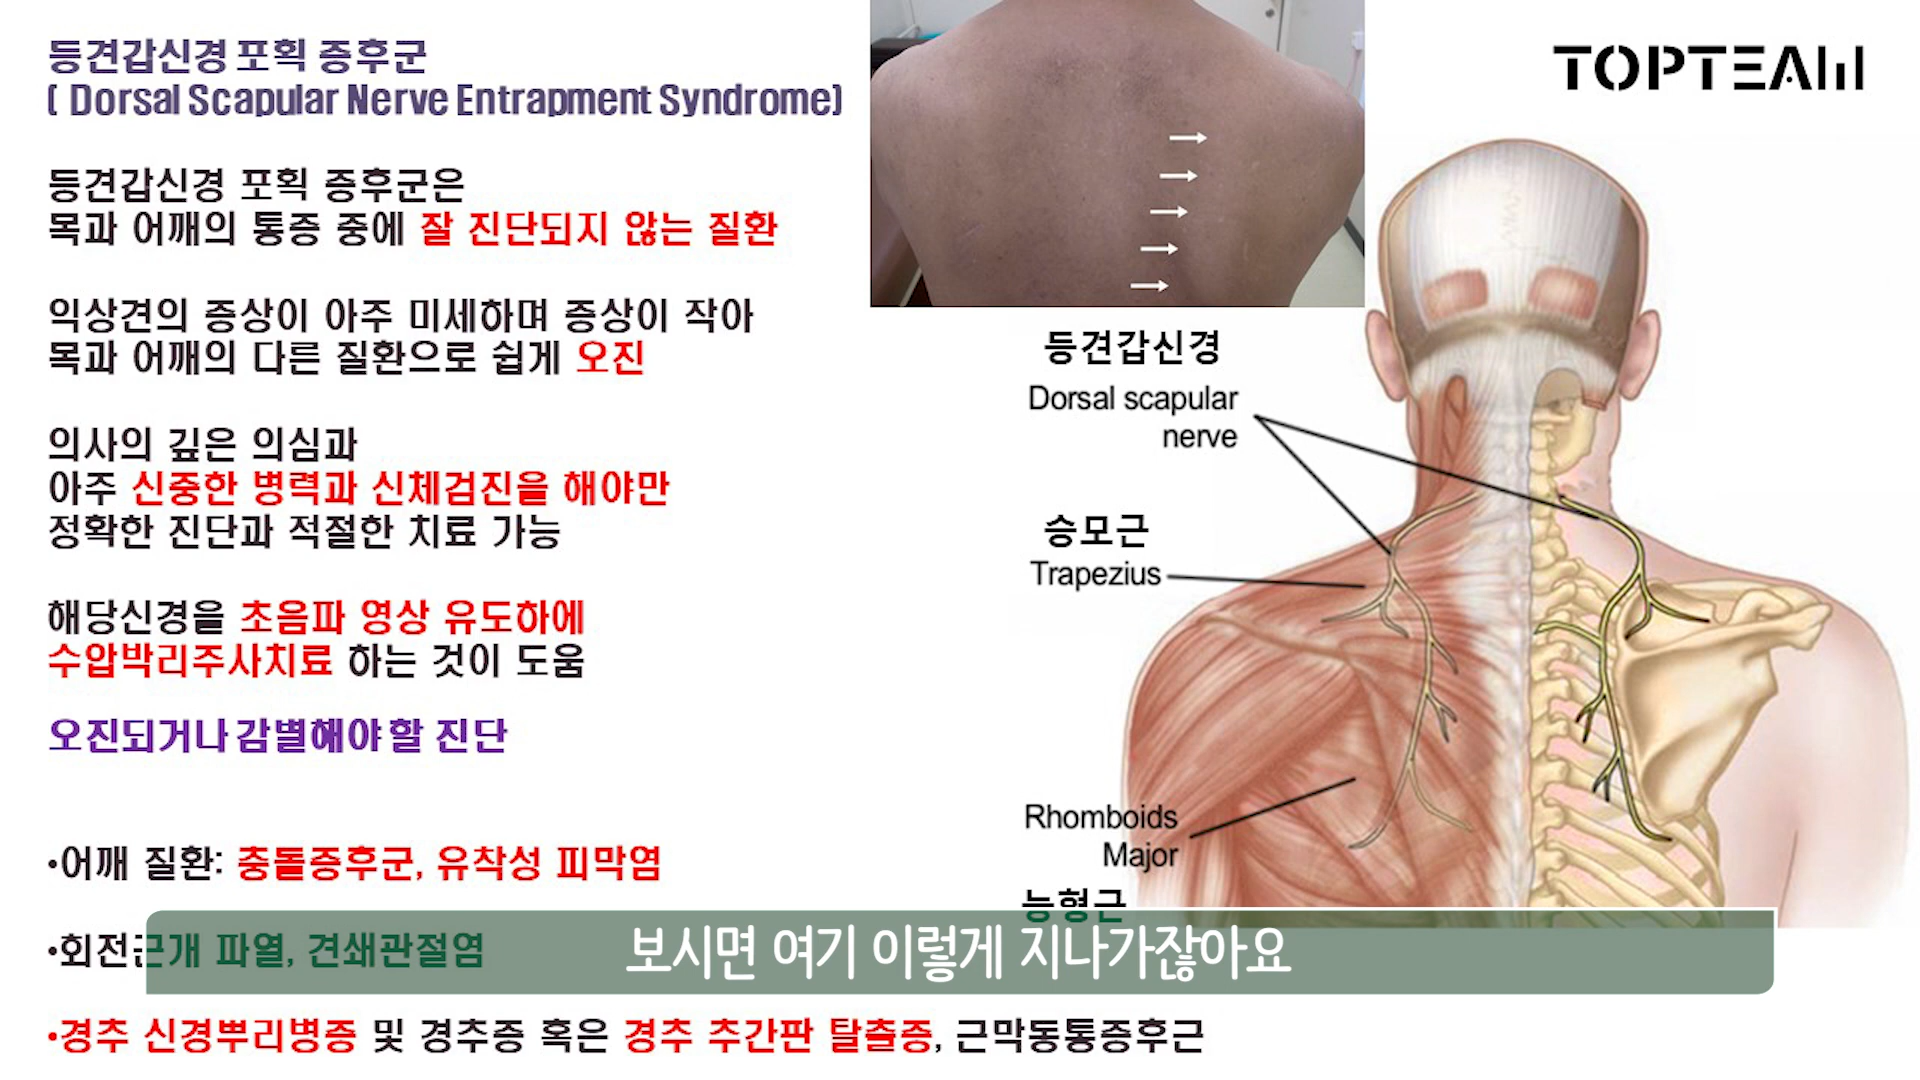 등견갑신경 포획 증후군
( Dorsal Scapular Nerve Entrapment Syndrome)
등견갑신경 포획 증후군은
목과 어깨의 통증 중에 잘 진단되지 않는 질환
익상견의 증상이 아주 미세하며 증상이 작아
목과 어깨의 다른 질환으로 쉽게 오진
의사의 깊은 의심과
아주 신중한 병력과 신체검진을 해야만
정확한 진단과 적절한 치료 가능
해당신경을 초음파 영상 유도하에
수압박리주사치료 하는 것이 도움
오진되거나 감별해야 할 진단
•어깨 질환: 충돌증후군, 유착성 피막염
•회전근개 파열, 견쇄관절염
•경추 신경뿌리병증 및 경추증 혹은 경추 추간판 탈출증, 근막동통증후근
TOPTEAM
등견갑신경
Dorsal scapular
nerve
승모근
Trapezius
Rhomboids
Major
능형근
보시면 여기 이렇게 지나가잖아요